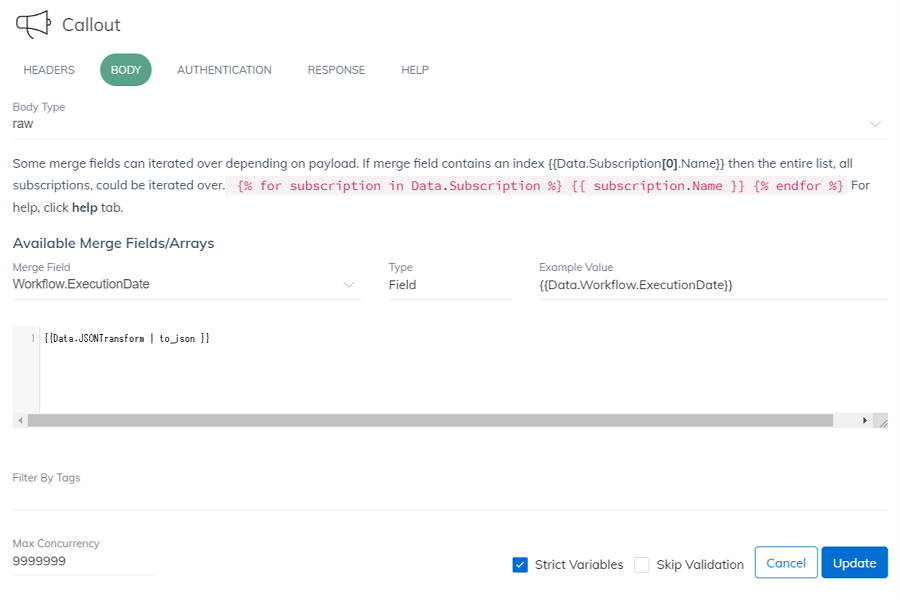 Callout
HEADERS BODY AUTHENTICATION RESPONSE HELP
Body Type
raw
Some merge fields can iterated over depending on payload. If merge field contains an index {{Data.Subscription[0].Name}} then the entire list, all
subscriptions, could be iterated over. {% for subscription in Data.Subscription %} {{ subscription.Name }} {% endfor %} For
help, click help tab.
Available Merge Fields/Arrays
Merge Field Type Example Value
Workflow.ExecutionDate Field {{Data.Workflow.ExecutionDate}}
1 {{Data.JSONTransform | to_json }}
Filter By Tags
Max Concurrency
9999999
Strict Variables Skip Validation Cancel Update